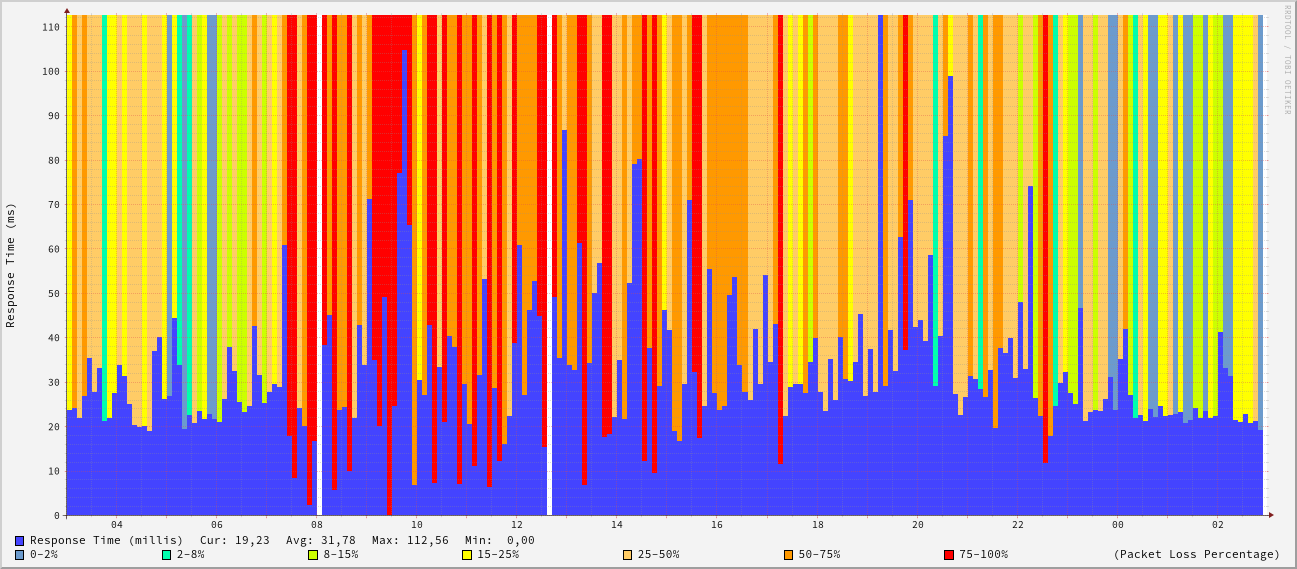 RRDTOOL / TOBI OETIKER
Response Time (ms)
110
100
90
80
70
60
50
40
30
20
10
0
04 06 08 10 12 14 16 18 20 22 00 02
Response Time (millis) Cur: 19,23 Avg: 31,78 Max: 112,56 Min: 0,00
0-2% 2-8% 8-15% 15-25% 25-50% 50-75% 75-100% (Packet Loss Percentage)